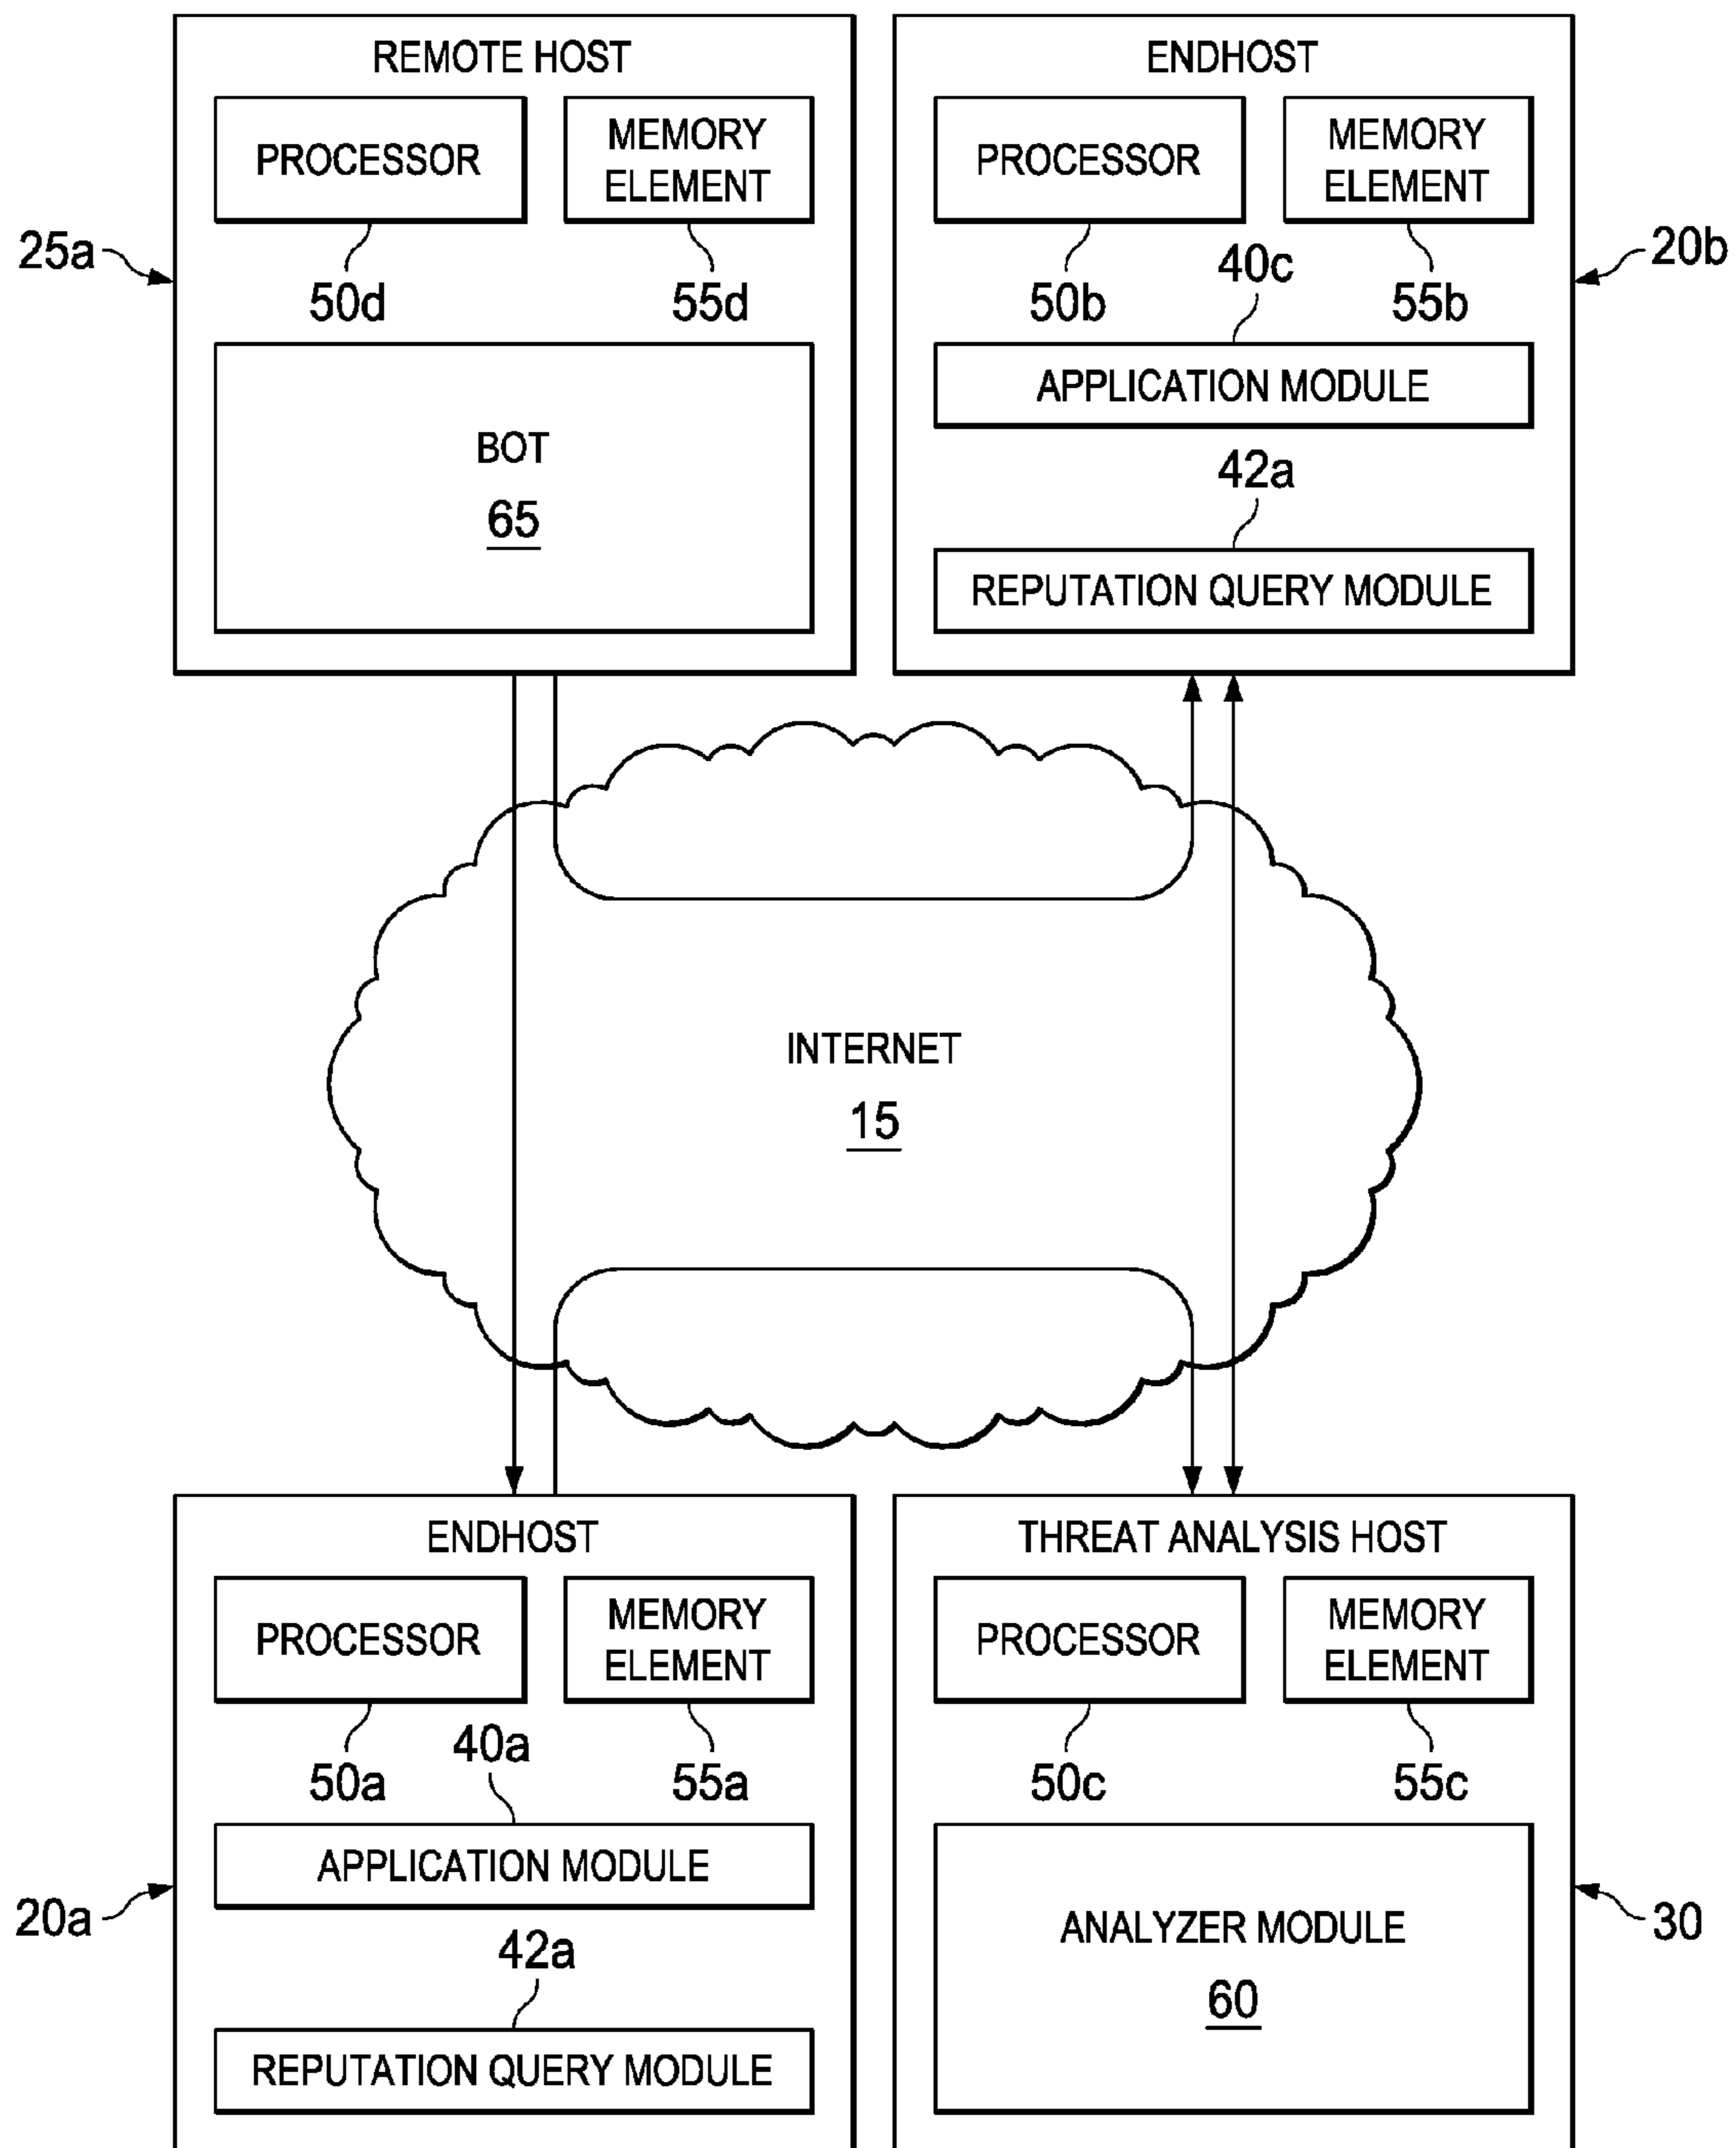 REMOTE HOST
PROCESSOR
MEMORY
ELEMENT
25a
50d
55d
BOT
65
ENDHOST
PROCESSOR
MEMORY
ELEMENT
20b
50b
40c
55b
APPLICATION MODULE
42a
REPUTATION QUERY MODULE
INTERNET
15
ENDHOST
PROCESSOR
MEMORY
ELEMENT
50a
40a
55a
APPLICATION MODULE
20a
42a
REPUTATION QUERY MODULE
THREAT ANALYSIS HOST
PROCESSOR
MEMORY
ELEMENT
50c
55c
ANALYZER MODULE
60
30